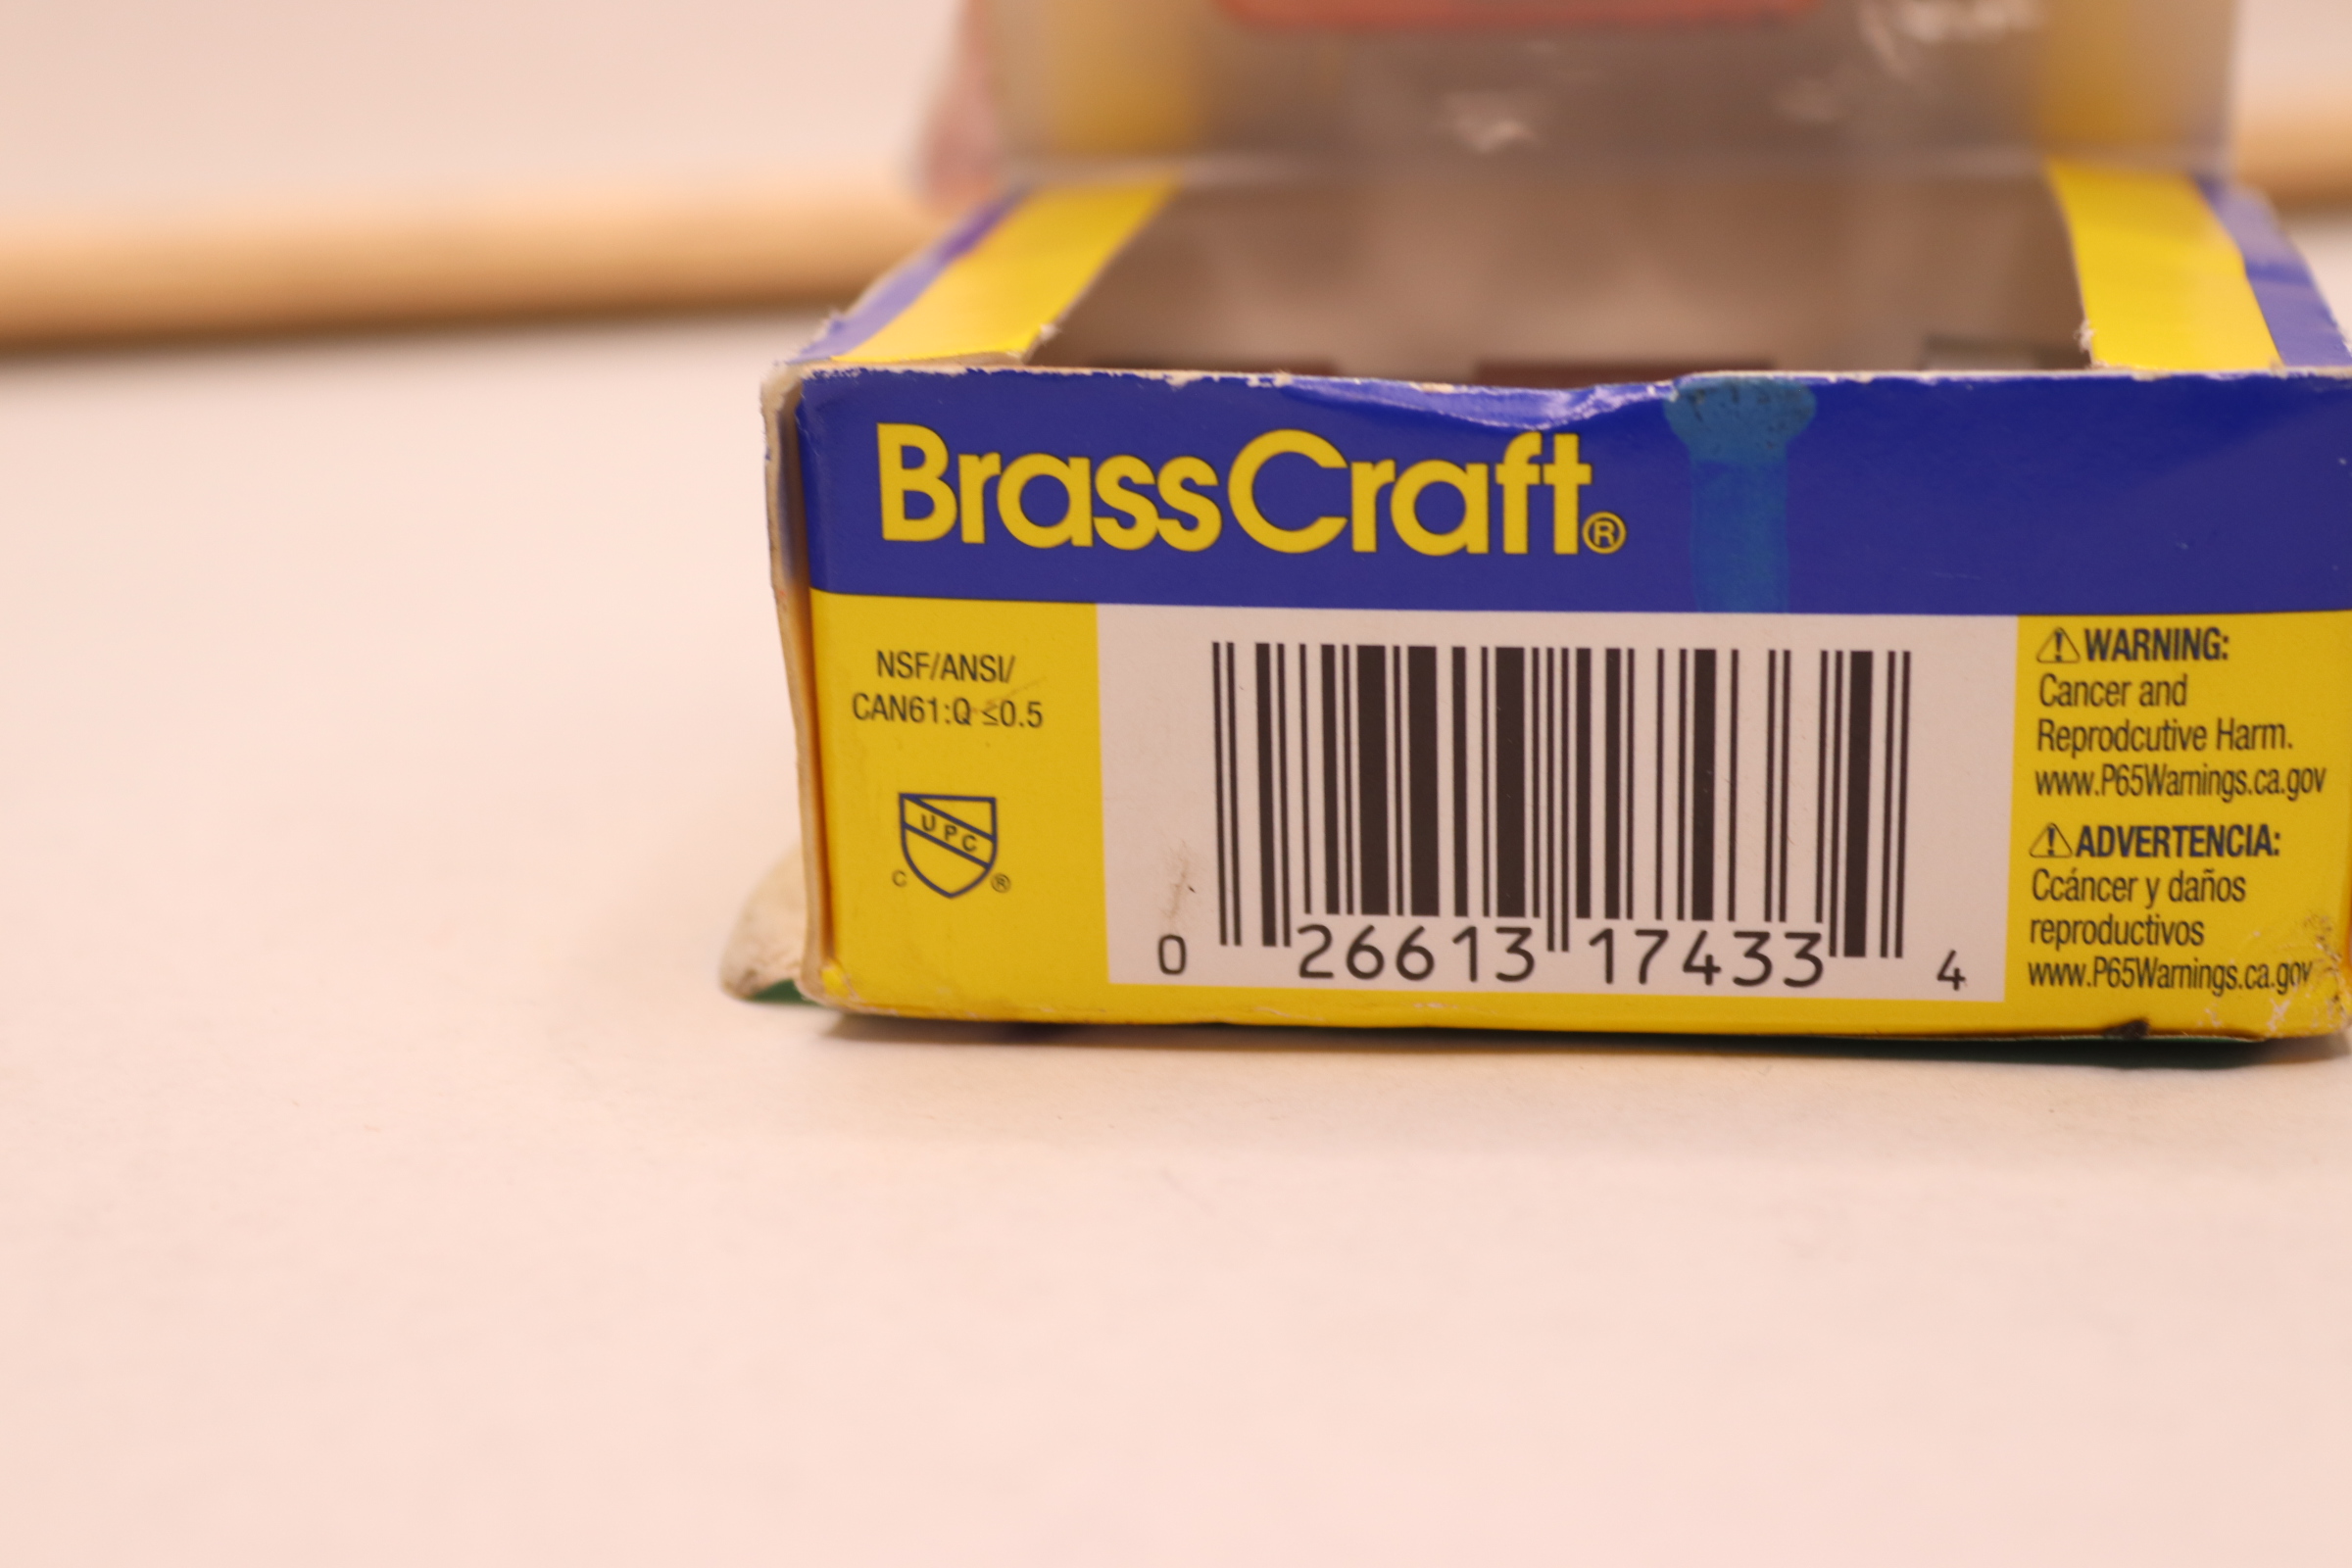 BrassCraft®
NSF/ANSI/
CAN61:Q ≤0.5
UPC
C ®
0 26613 17433 4
⚠WARNING:
Cancer and
Reprodcutive Harm.
www.P65Warnings.ca.gov
⚠ADVERTENCIA:
Ccáncer y daños
reproductivos
www.P65Warnings.ca.gov